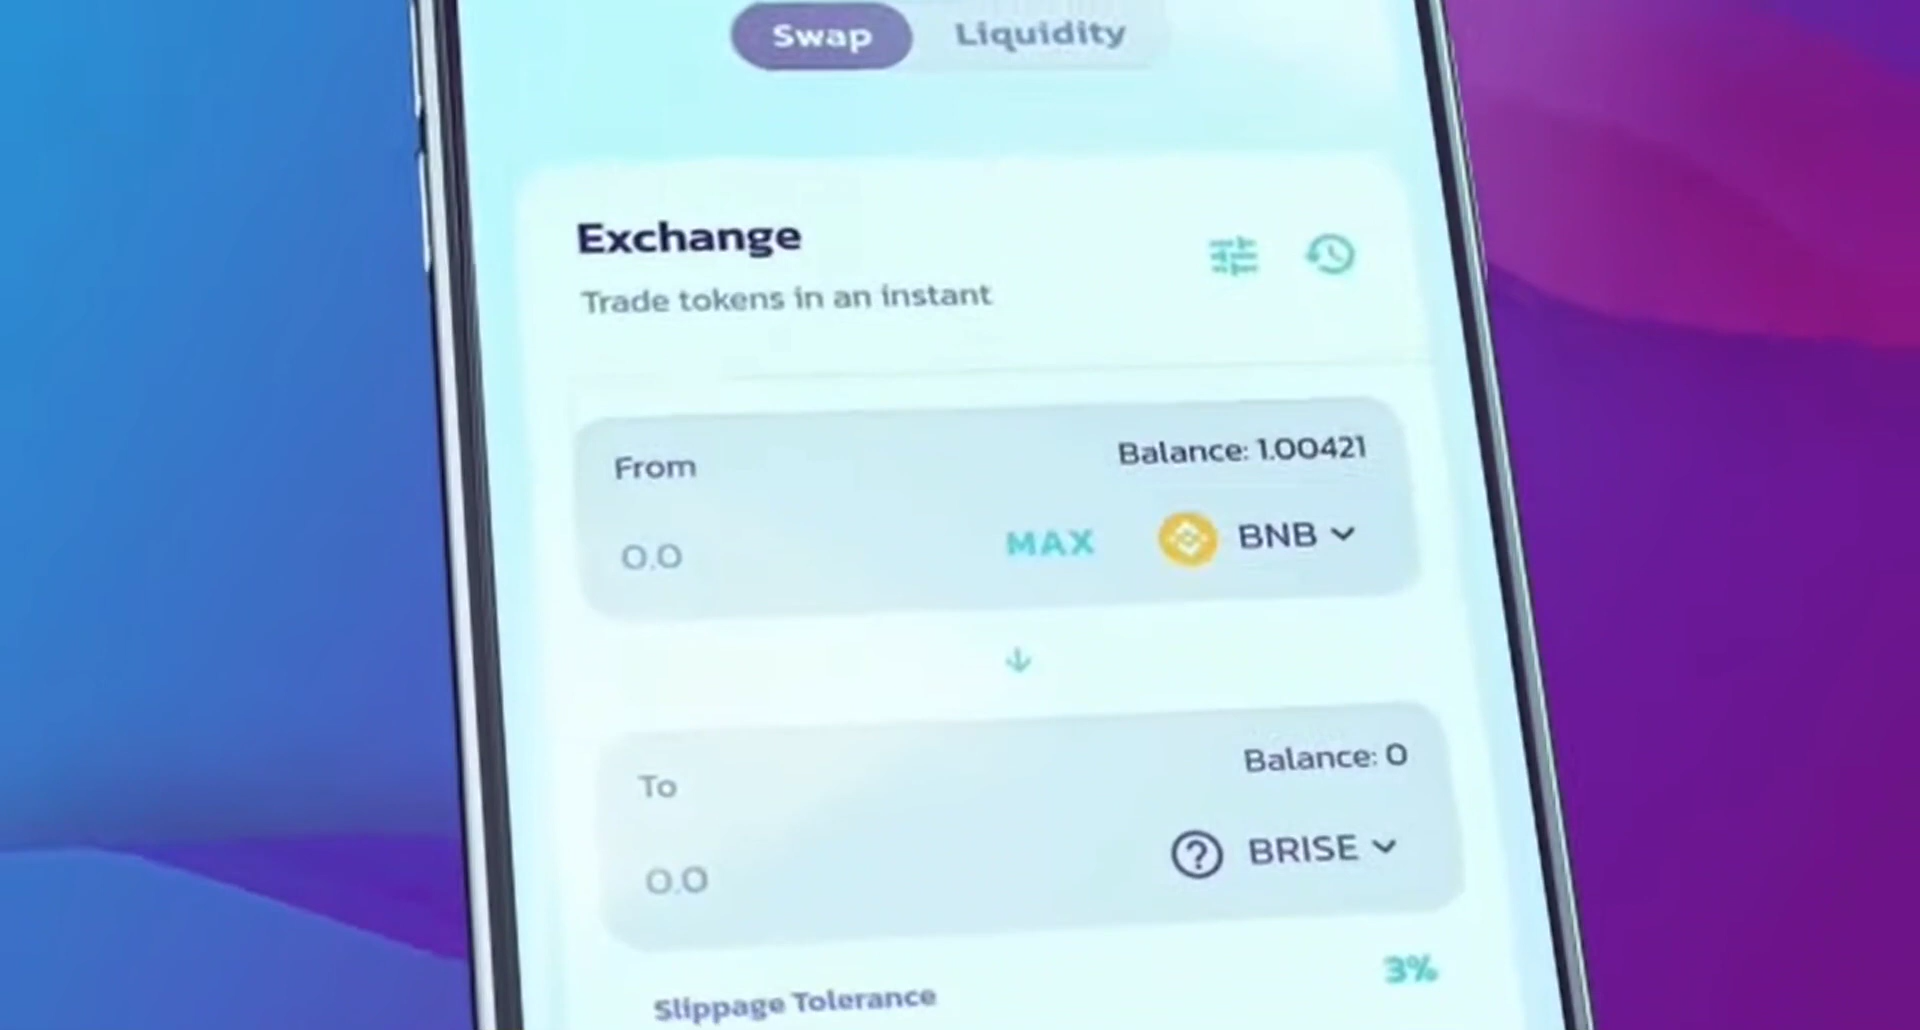 Swap Liquidity
Exchange
Trade tokens in an instant
From Balance: 1.00421
0.0 MAX BNB
To Balance: 0
0.0 BRISE
3%
Slippage Tolerance